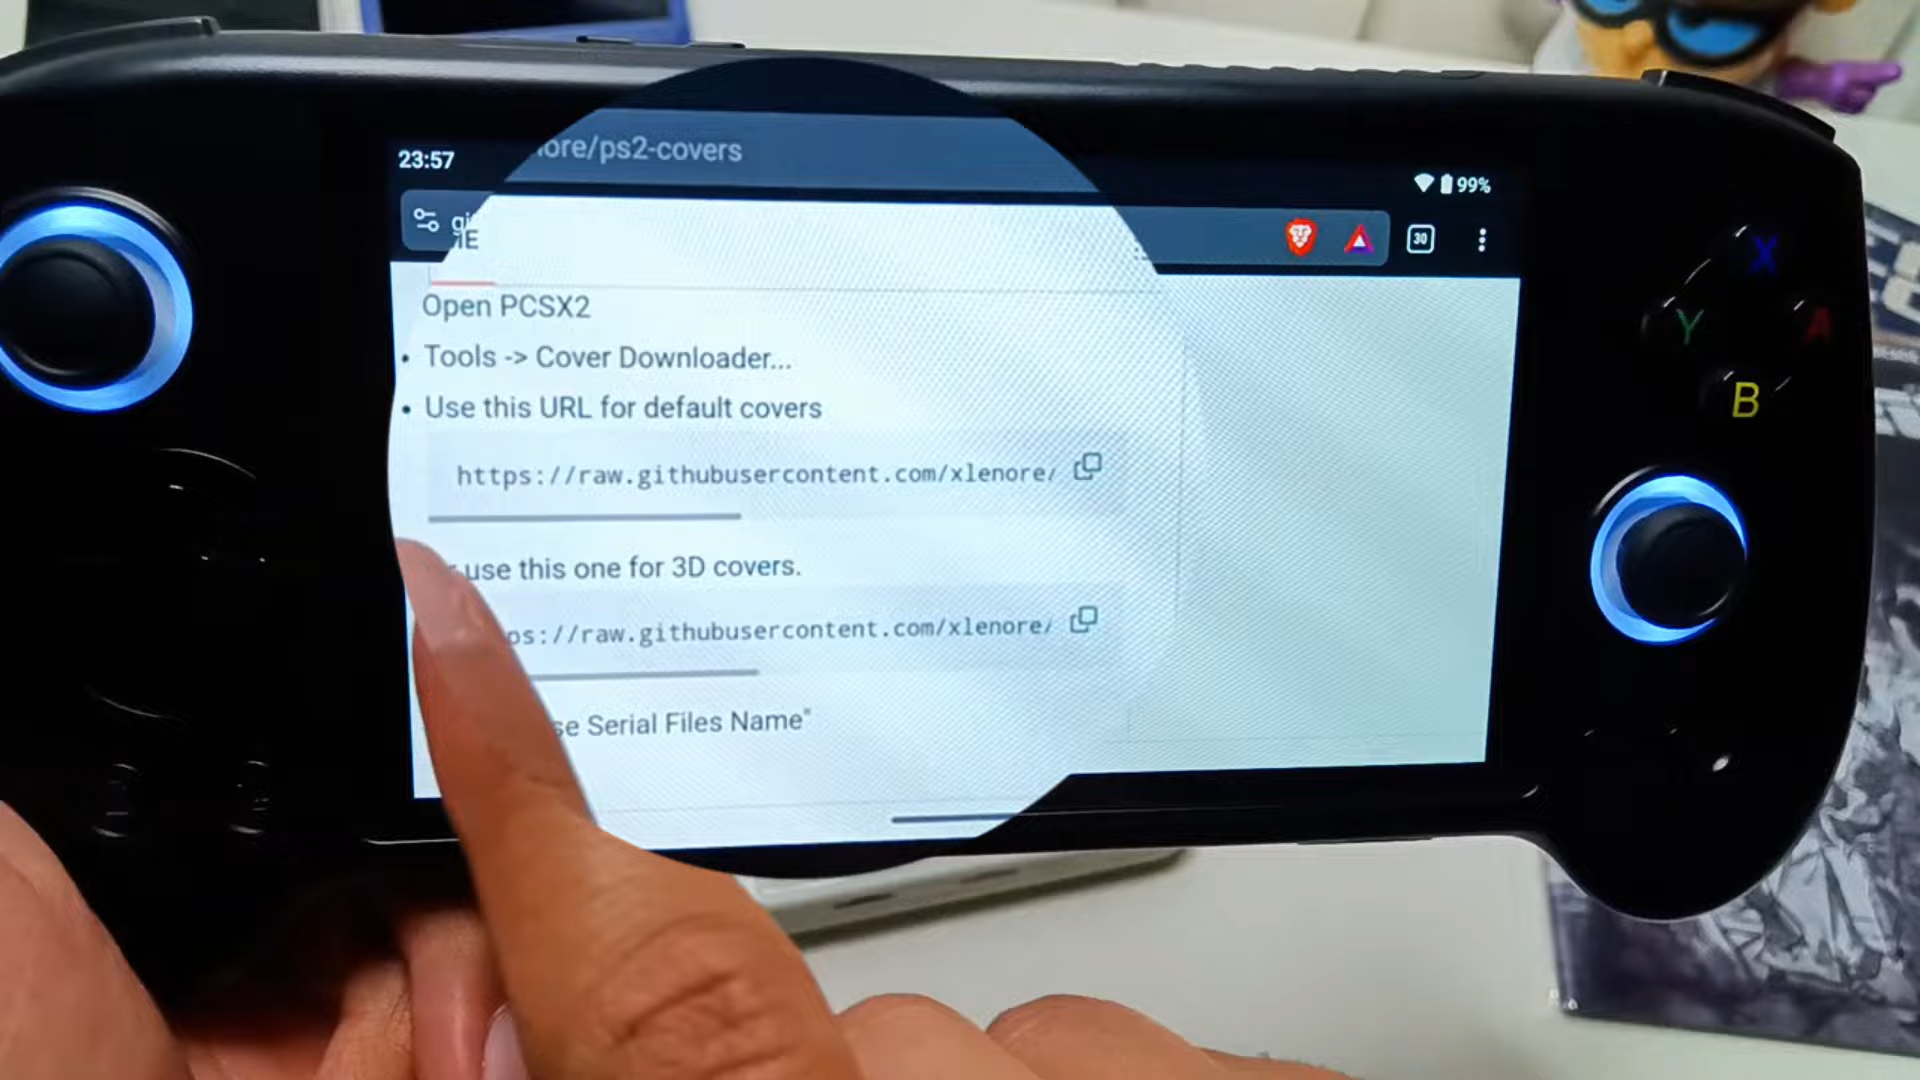 ore/ps2-covers
23:57
99%
30
Open PCSX2
• Tools -> Cover Downloader...
• Use this URL for default covers
https://raw.githubusercontent.com/xlenore/
use this one for 3D covers.
ps://raw.githubusercontent.com/xlenore/
se Serial Files Name"
X
Y
A
B